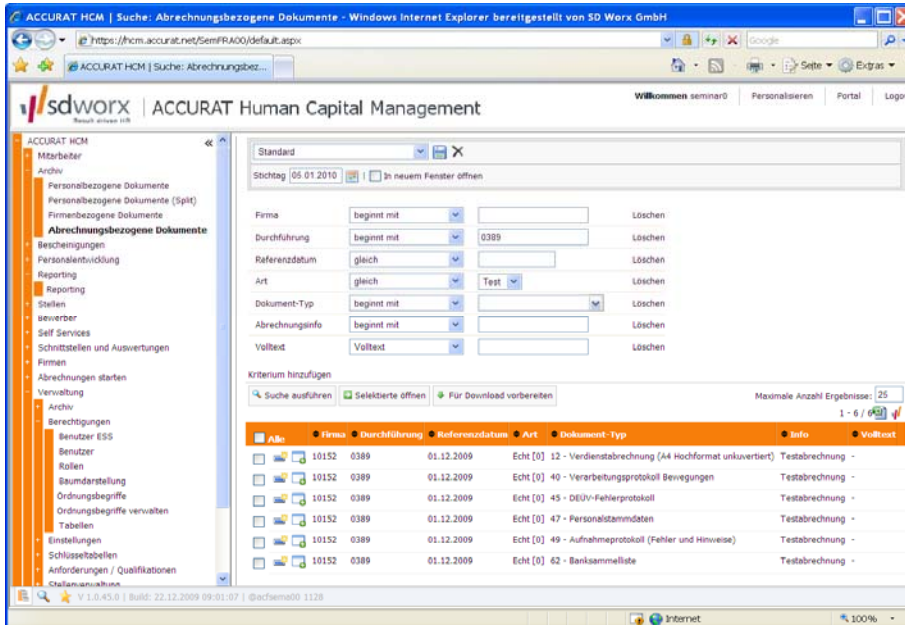 ACCURAT HCM | Suche: Abrechnungsbezogene Dokumente - Windows Internet Explorer bereitgestellt von SD Worx GmbH
https://hcm.accurat.net/SemFRA00/default.aspx
Google
ACCURAT HCM | Suche: Abrechnungsbez...
Seite
Extras
sdworx | ACCURAT Human Capital Management
Result driven HR
Willkommen seminar0
Personalisieren
Portal
Logo
ACCURAT HCM
Mitarbeiter
Archiv
Personalbezogene Dokumente
Personalbezogene Dokumente (Split)
Firmenbezogene Dokumente
Abrechnungsbezogene Dokumente
Bescheinigungen
Personalentwicklung
Reporting
Reporting
Stellen
Bewerber
Self Services
Schnittstellen und Auswertungen
Firmen
Abrechnungen starten
Verwaltung
Archiv
Berechtigungen
Benutzer ESS
Benutzer
Rollen
Baumdarstellung
Ordnungsbegriffe
Ordnungsbegriffe verwalten
Tabellen
Einstellungen
Schlüsseltabellen
Anforderungen / Qualifikationen
Stellenverwaltung
Standard
Stichtag 05.01.2010 | In neuem Fenster öffnen
Firma beginnt mit Löschen
Durchführung beginnt mit 0389 Löschen
Referenzdatum gleich Löschen
Art gleich Test Löschen
Dokument-Typ beginnt mit Löschen
Abrechnungsinfo beginnt mit Löschen
Volltext Volltext Löschen
Kriterium hinzufügen
Suche ausführen Selektierte öffnen Für Download vorbereiten Maximale Anzahl Ergebnisse: 25
1 - 6 / 6
Alle Firma Durchführung Referenzdatum Art Dokument-Typ Info Volltext
10152 0389 01.12.2009 Echt [0] 12 - Verdienstabrechnung (A4 Hochformat unkuvertiert) Testabrechnung -
10152 0389 01.12.2009 Echt [0] 40 - Verarbeitungsprotokoll Bewegungen Testabrechnung -
10152 0389 01.12.2009 Echt [0] 45 - DEÜV-Fehlerprotokoll Testabrechnung -
10152 0389 01.12.2009 Echt [0] 47 - Personalstammdaten Testabrechnung -
10152 0389 01.12.2009 Echt [0] 49 - Aufnahmeprotokoll (Fehler und Hinweise) Testabrechnung -
10152 0389 01.12.2009 Echt [0] 62 - Banksammelliste Testabrechnung -
V 1.0.45.0 | Build: 22.12.2009 09:01:07 | @acfsema00 1128
Internet
100%